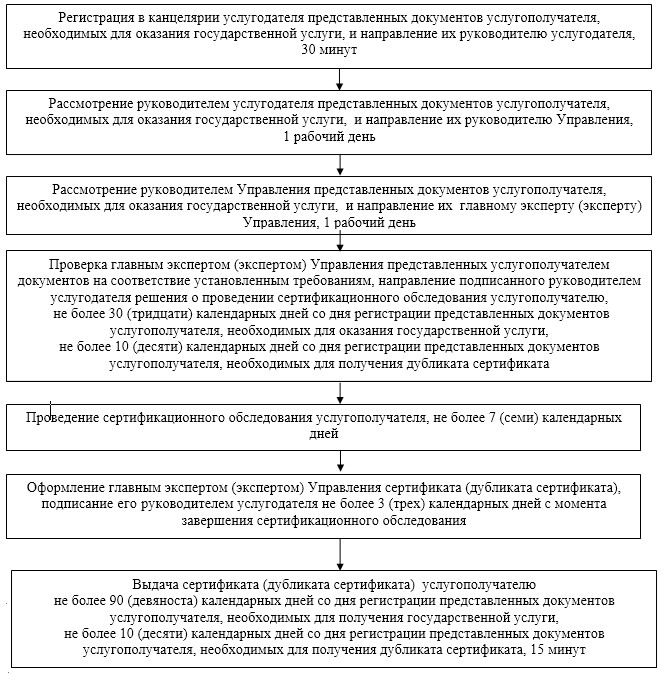 Регистрация в канцелярии услугодателя представленных документов услугополучателя,
необходимых для оказания государственной услуги, и направление их руководителю услугодателя,
30 минут
Рассмотрение руководителем услугодателя представленных документов услугополучателя,
необходимых для оказания государственной услуги, и направление их руководителю Управления,
1 рабочий день
Рассмотрение руководителем Управления представленных документов услугополучателя,
необходимых для оказания государственной услуги, и направление их главному эксперту (эксперту)
Управления, 1 рабочий день
Проверка главным экспертом (экспертом) Управления представленных услугополучателем
документов на соответствие установленным требованиям, направление подписанного руководителем
услугодателя решения о проведении сертификационного обследования услугополучателю,
не более 30 (тридцати) календарных дней со дня регистрации представленных документов
услугополучателя, необходимых для оказания государственной услуги,
не более 10 (десяти) календарных дней со дня регистрации представленных документов
услугополучателя, необходимых для получения дубликата сертификата
Проведение сертификационного обследования услугополучателя, не более 7 (семи) календарных
дней
Оформление главным экспертом (экспертом) Управления сертификата (дубликата сертификата),
подписание его руководителем услугодателя не более 3 (трех) календарных дней с момента
завершения сертификационного обследования
Выдача сертификата (дубликата сертификата) услугополучателю
не более 90 (девяноста) календарных дней со дня регистрации представленных документов
услугополучателя, необходимых для получения государственной услуги,
не более 10 (десяти) календарных дней со дня регистрации представленных документов
услугополучателя, необходимых для получения дубликата сертификата, 15 минут